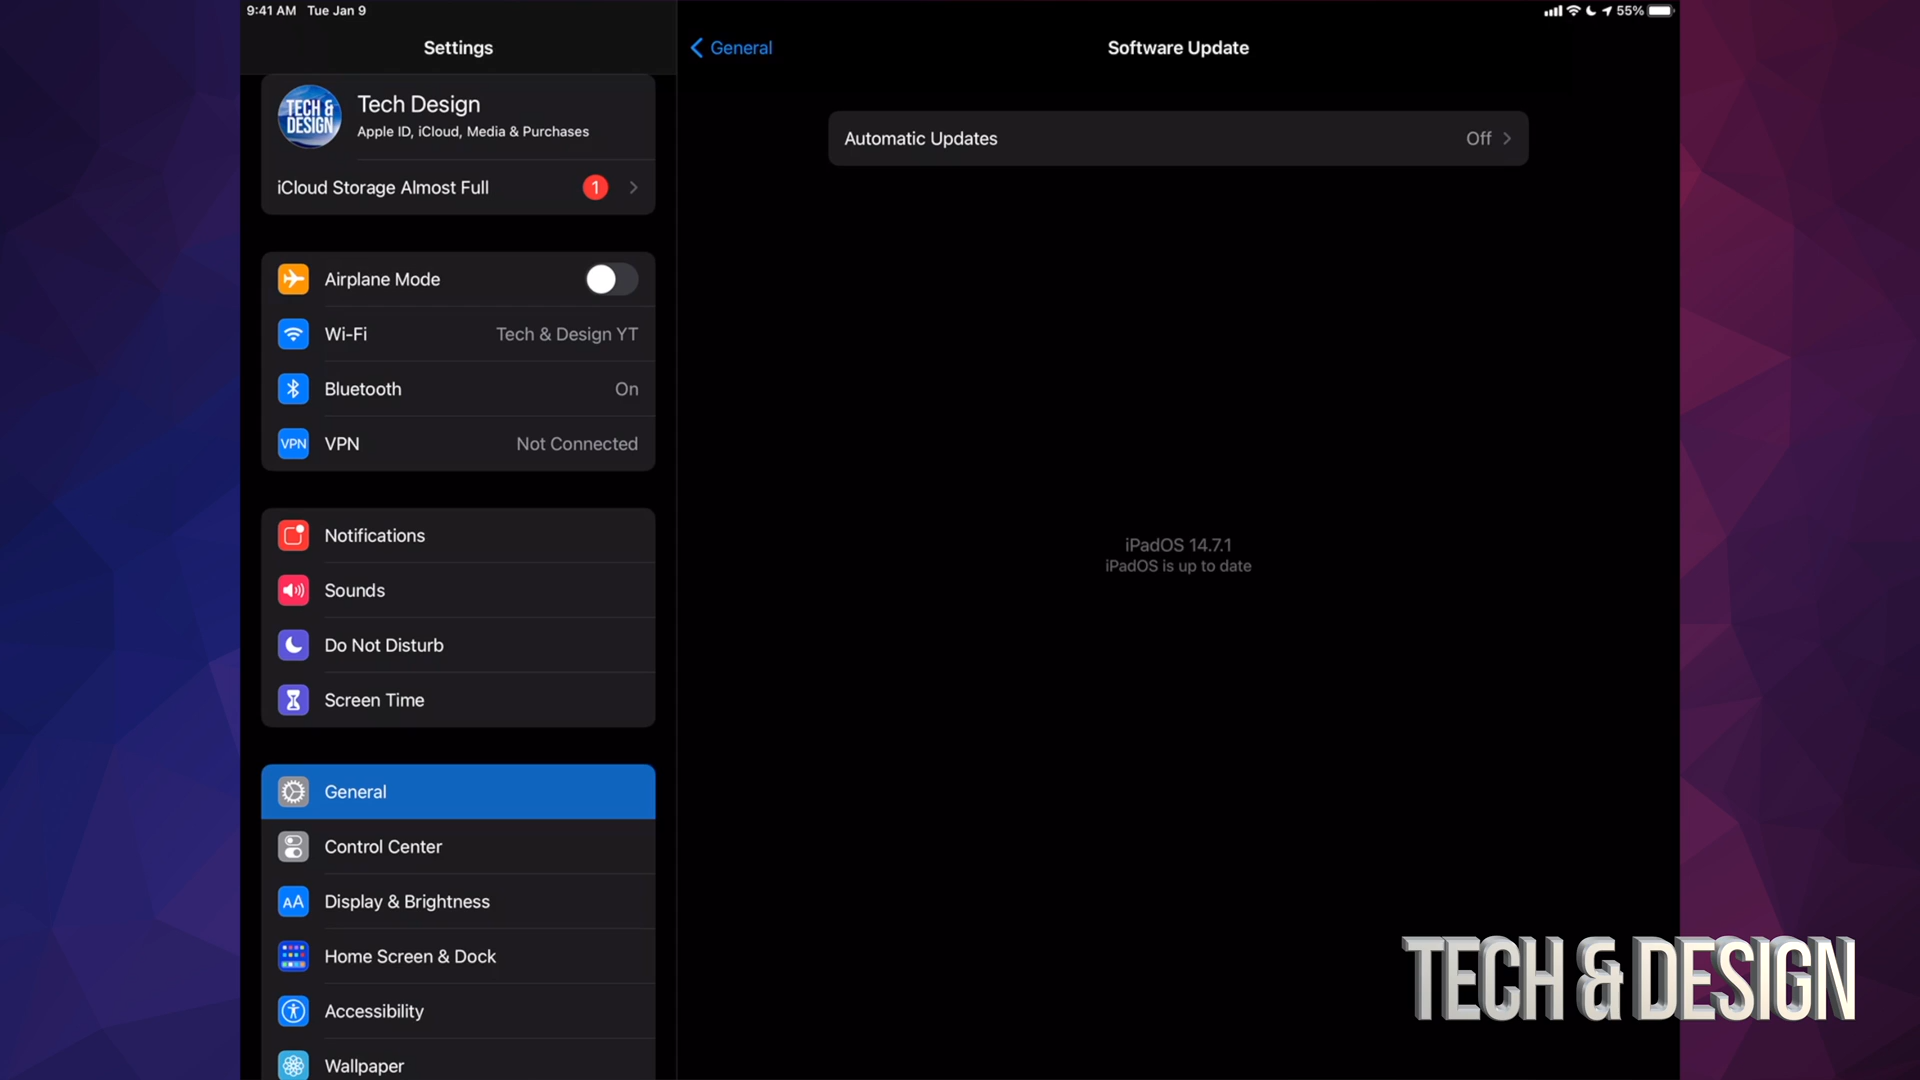 9:41 AM Tue Jan 9
55%
Settings
TECH &
DESIGN
Tech Design
Apple ID, iCloud, Media & Purchases
iCloud Storage Almost Full 1
Airplane Mode
Wi-Fi Tech & Design YT
Bluetooth On
VPN VPN Not Connected
Notifications
Sounds
Do Not Disturb
Screen Time
General
Control Center
AA Display & Brightness
Home Screen & Dock
Accessibility
Wallpaper
General
Software Update
Automatic Updates Off
iPadOS 14.7.1
iPadOS is up to date
TECH & DESIGN